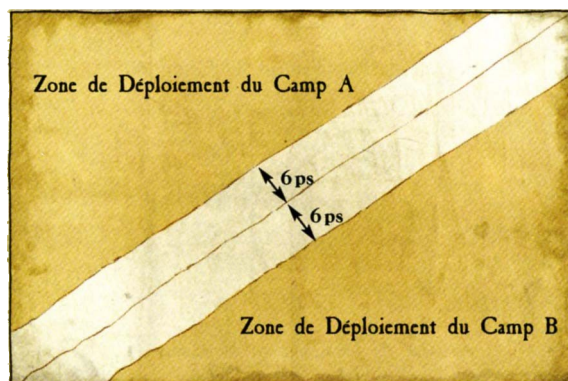 Zone de Déploiement du Camp A
6 ps
6 ps
Zone de Déploiement du Camp B